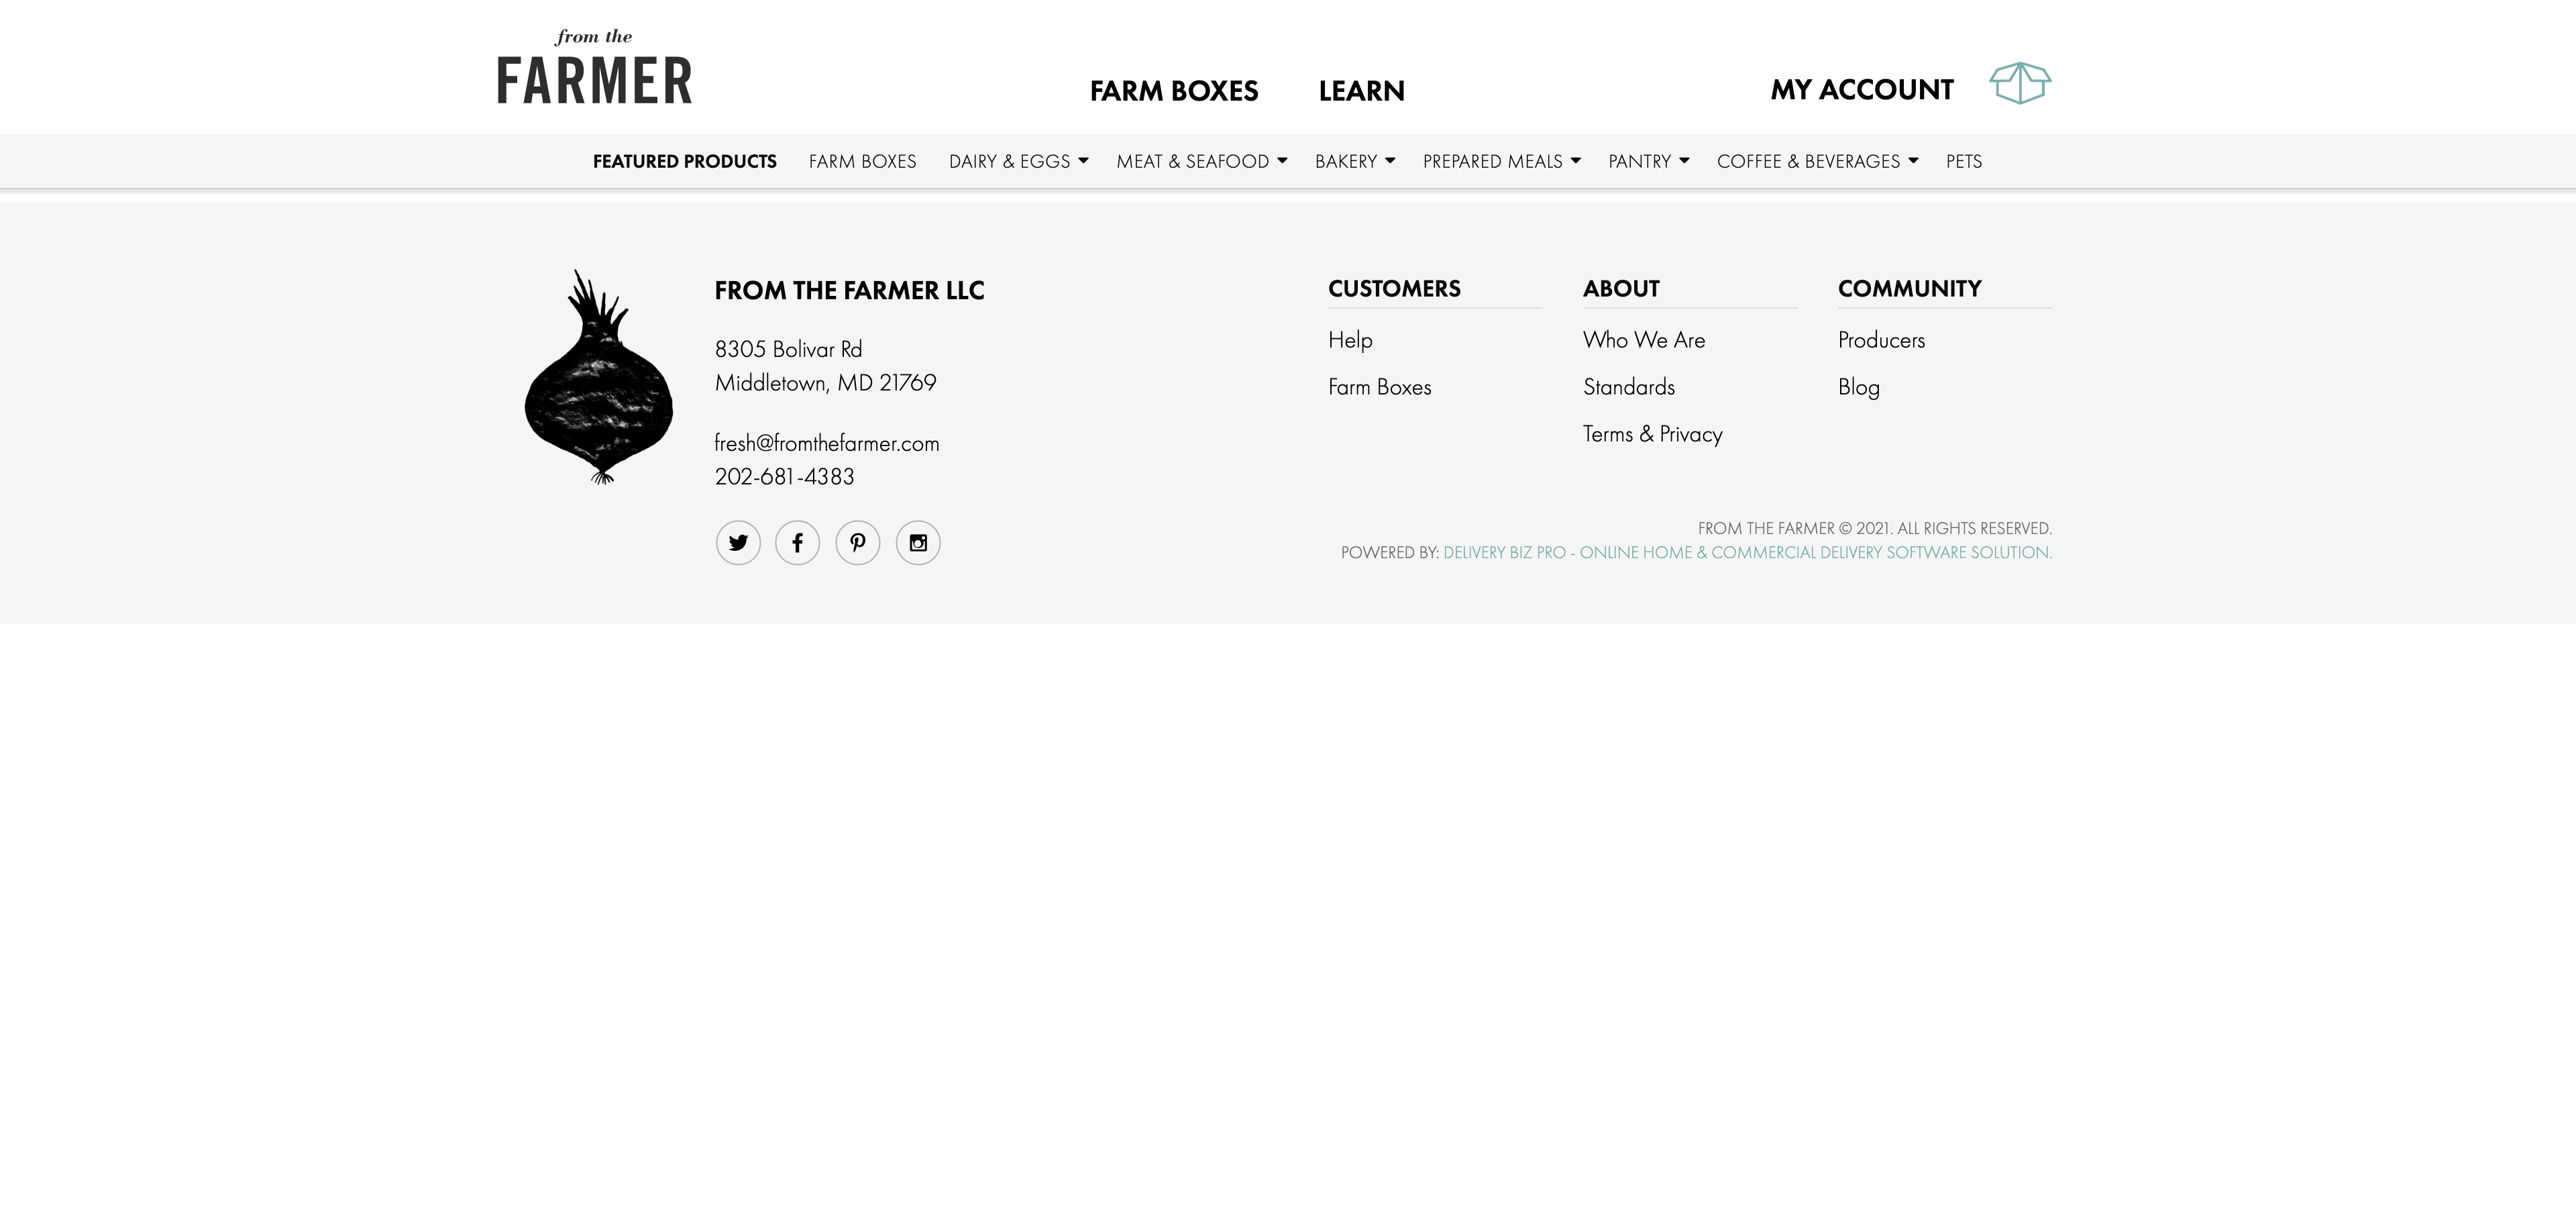 from the
FARMER
FARM BOXES LEARN
MY ACCOUNT
FEATURED PRODUCTS FARM BOXES DAIRY & EGGS MEAT & SEAFOOD BAKERY PREPARED MEALS PANTRY COFFEE & BEVERAGES PETS
FROM THE FARMER LLC
8305 Bolivar Rd
Middletown, MD 21769
fresh@fromthefarmer.com
202-681-4383
CUSTOMERS
Help
Farm Boxes
ABOUT
Who We Are
Standards
Terms & Privacy
COMMUNITY
Producers
Blog
FROM THE FARMER © 2021. ALL RIGHTS RESERVED.
POWERED BY: DELIVERY BIZ PRO - ONLINE HOME & COMMERCIAL DELIVERY SOFTWARE SOLUTION.